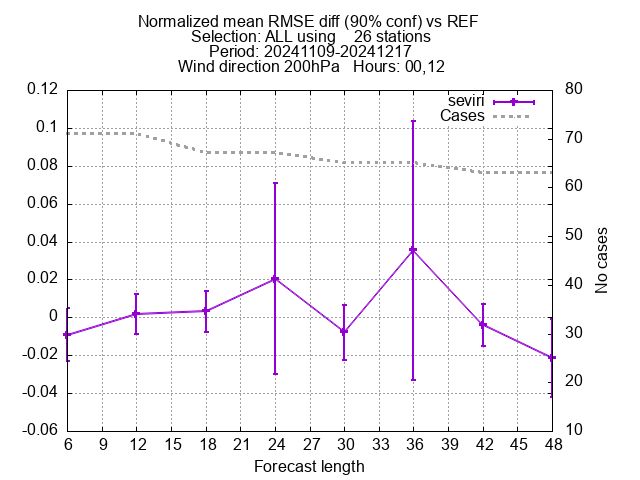 Normalized mean RMSE diff (90% conf) vs REF
Selection: ALL using    26 stations
Period: 20241109-20241217
Wind direction 200hPa   Hours: 00,12
0.12
0.1
0.08
0.06
0.04
0.02
0
-0.02
-0.04
-0.06
80
70
60
50
40
30
20
10
seviri
Cases
No cases
6 9 12 15 18 21 24 27 30 33 36 39 42 45 48
Forecast length